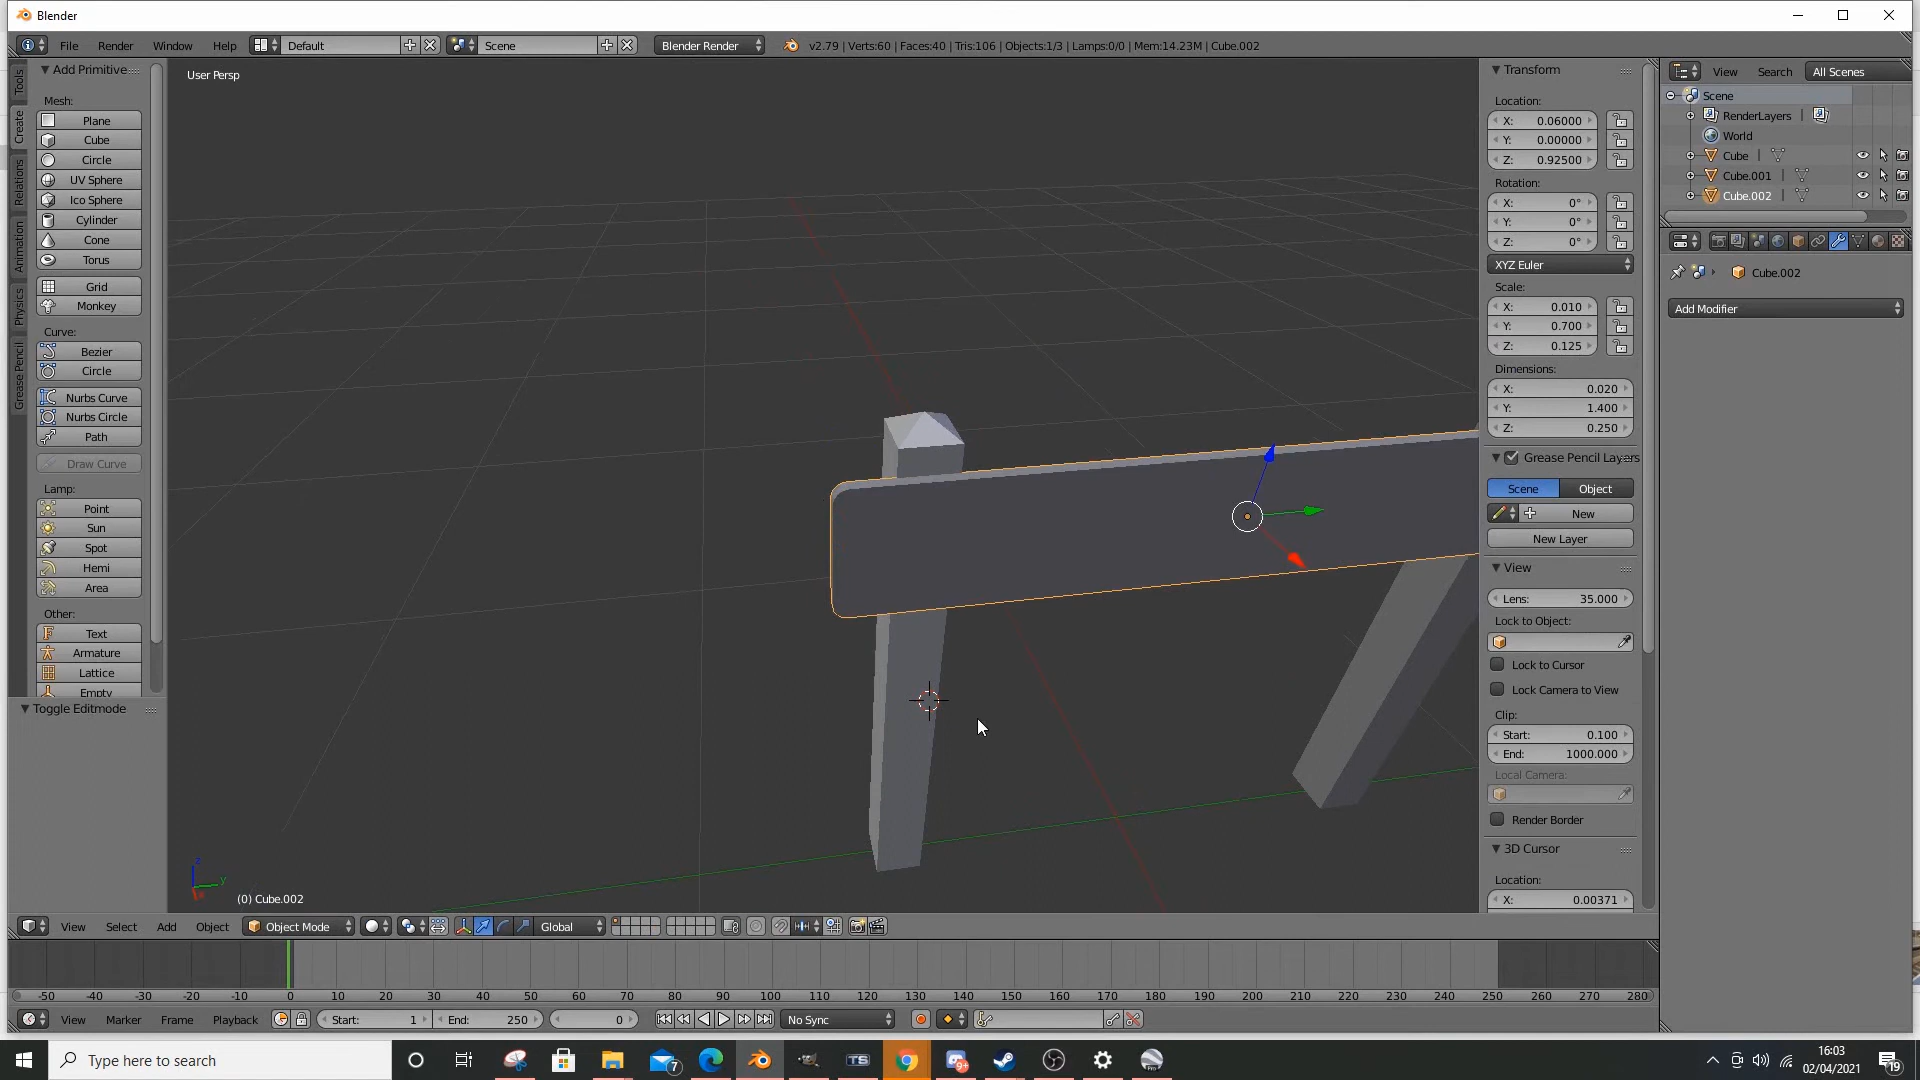 Blender
File Render Window Help Default Scene Blender Render v2.79 | Verts:60 | Faces:40 | Tris:106 | Objects:1/3 | Lamps:0/0 | Mem:14.23M | Cube.002
Tools
Create
Relations
Animation
Physics
Grease Pencil
Add Primitive
Mesh:
Plane
Cube
Circle
UV Sphere
Ico Sphere
Cylinder
Cone
Torus
Grid
Monkey
Curve:
Bezier
Circle
Nurbs Curve
Nurbs Circle
Path
Draw Curve
Lamp:
Point
Sun
Spot
Hemi
Area
Other:
Text
Armature
Lattice
Empty
Toggle Editmode
User Persp
z
y
(0) Cube.002
Transform
Location:
X: 0.06000
Y: 0.00000
Z: 0.92500
Rotation:
X: 0°
Y: 0°
Z: 0°
XYZ Euler
Scale:
X: 0.010
Y: 0.700
Z: 0.125
Dimensions:
X: 0.020
Y: 1.400
Z: 0.250
Grease Pencil Layers
Scene Object
New
New Layer
View
Lens: 35.000
Lock to Object:
Lock to Cursor
Lock Camera to View
Clip:
Start: 0.100
End: 1000.000
Local Camera:
Render Border
3D Cursor
Location:
X: 0.00371
View Search All Scenes
Scene
RenderLayers |
World
Cube |
Cube.001 |
Cube.002 |
Cube.002
Add Modifier
View Select Add Object Object Mode Global
-50 -40 -30 -20 -10 0 10 20 30 40 50 60 70 80 90 100 110 120 130 140 150 160 170 180 190 200 210 220 230 240 250 260 270 280
View Marker Frame Playback Start: 1 End: 250 0 No Sync
Type here to search
7
TS
9+
16:03
02/04/2021
19